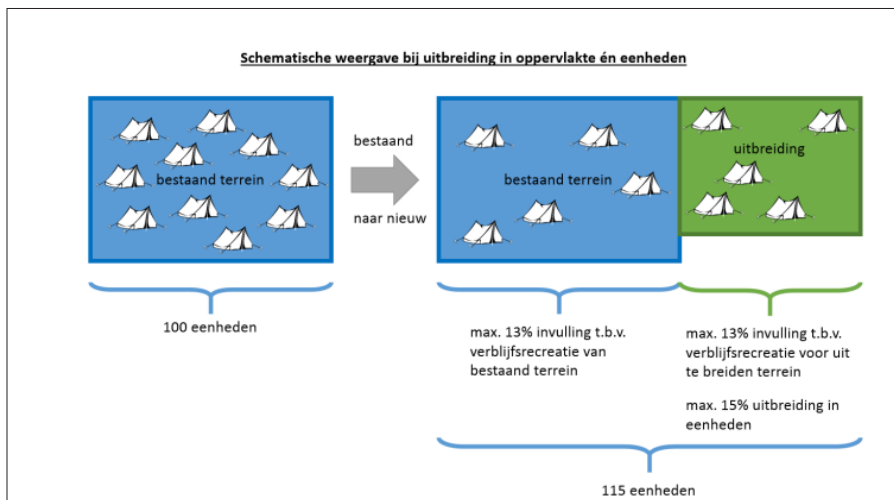 Schematische weergave bij uitbreiding in oppervlakte én eenheden
bestaand terrein
bestaand
naar nieuw
bestaand terrein
uitbreiding
100 eenheden
max. 13% invulling t.b.v.
verblijfsrecreatie van
bestaand terrein
max. 13% invulling t.b.v.
verblijfsrecreatie voor uit
te breiden terrein
max. 15% uitbreiding in
eenheden
115 eenheden